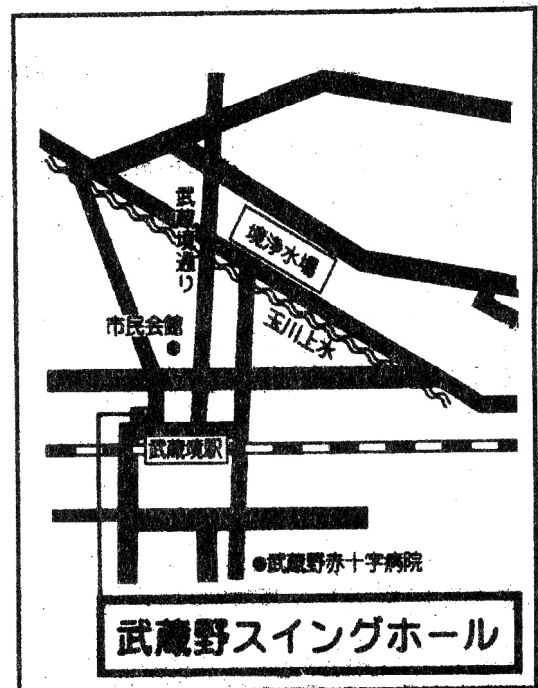 武蔵境通り
境浄水場
玉川上水
市民会館
武蔵境駅
武蔵野赤十字病院
武蔵野スイングホール